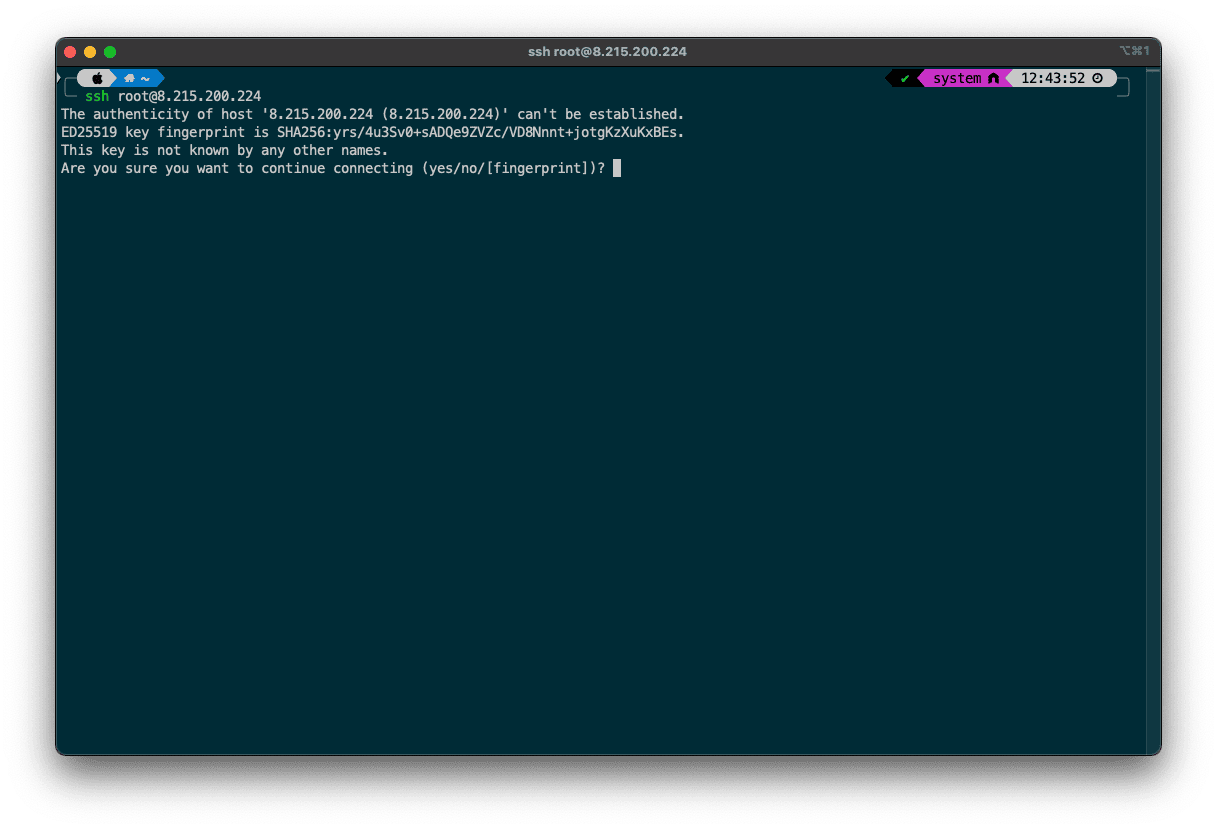 ssh root@8.215.200.224
⌥⌘1
~
✔ system 12:43:52
ssh root@8.215.200.224
The authenticity of host '8.215.200.224 (8.215.200.224)' can't be established.
ED25519 key fingerprint is SHA256:yrs/4u3Sv0+sADQe9ZVZc/VD8Nnnt+jotgKzXuKxBEs.
This key is not known by any other names.
Are you sure you want to continue connecting (yes/no/[fingerprint])?